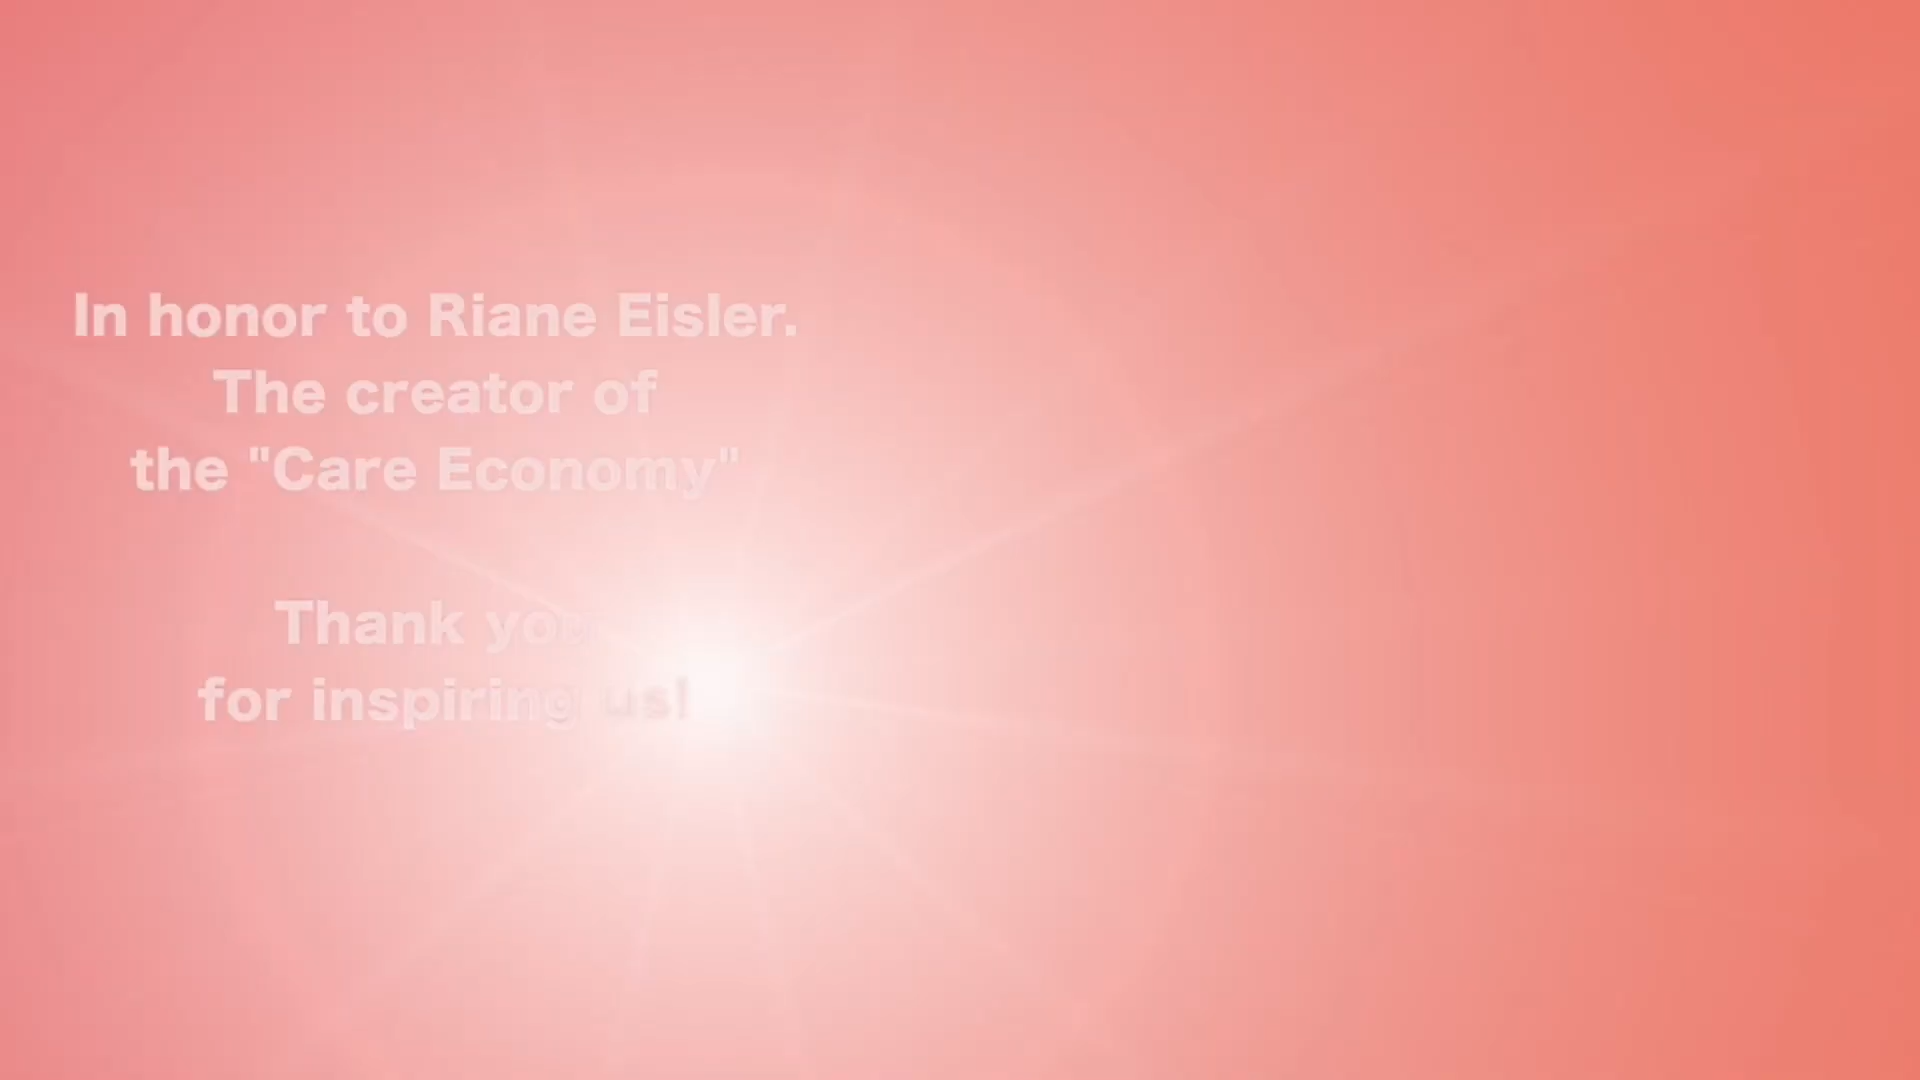 In honor to Riane Eisler.
The creator of
the "Care Economy"
Thank you
for inspiring us!